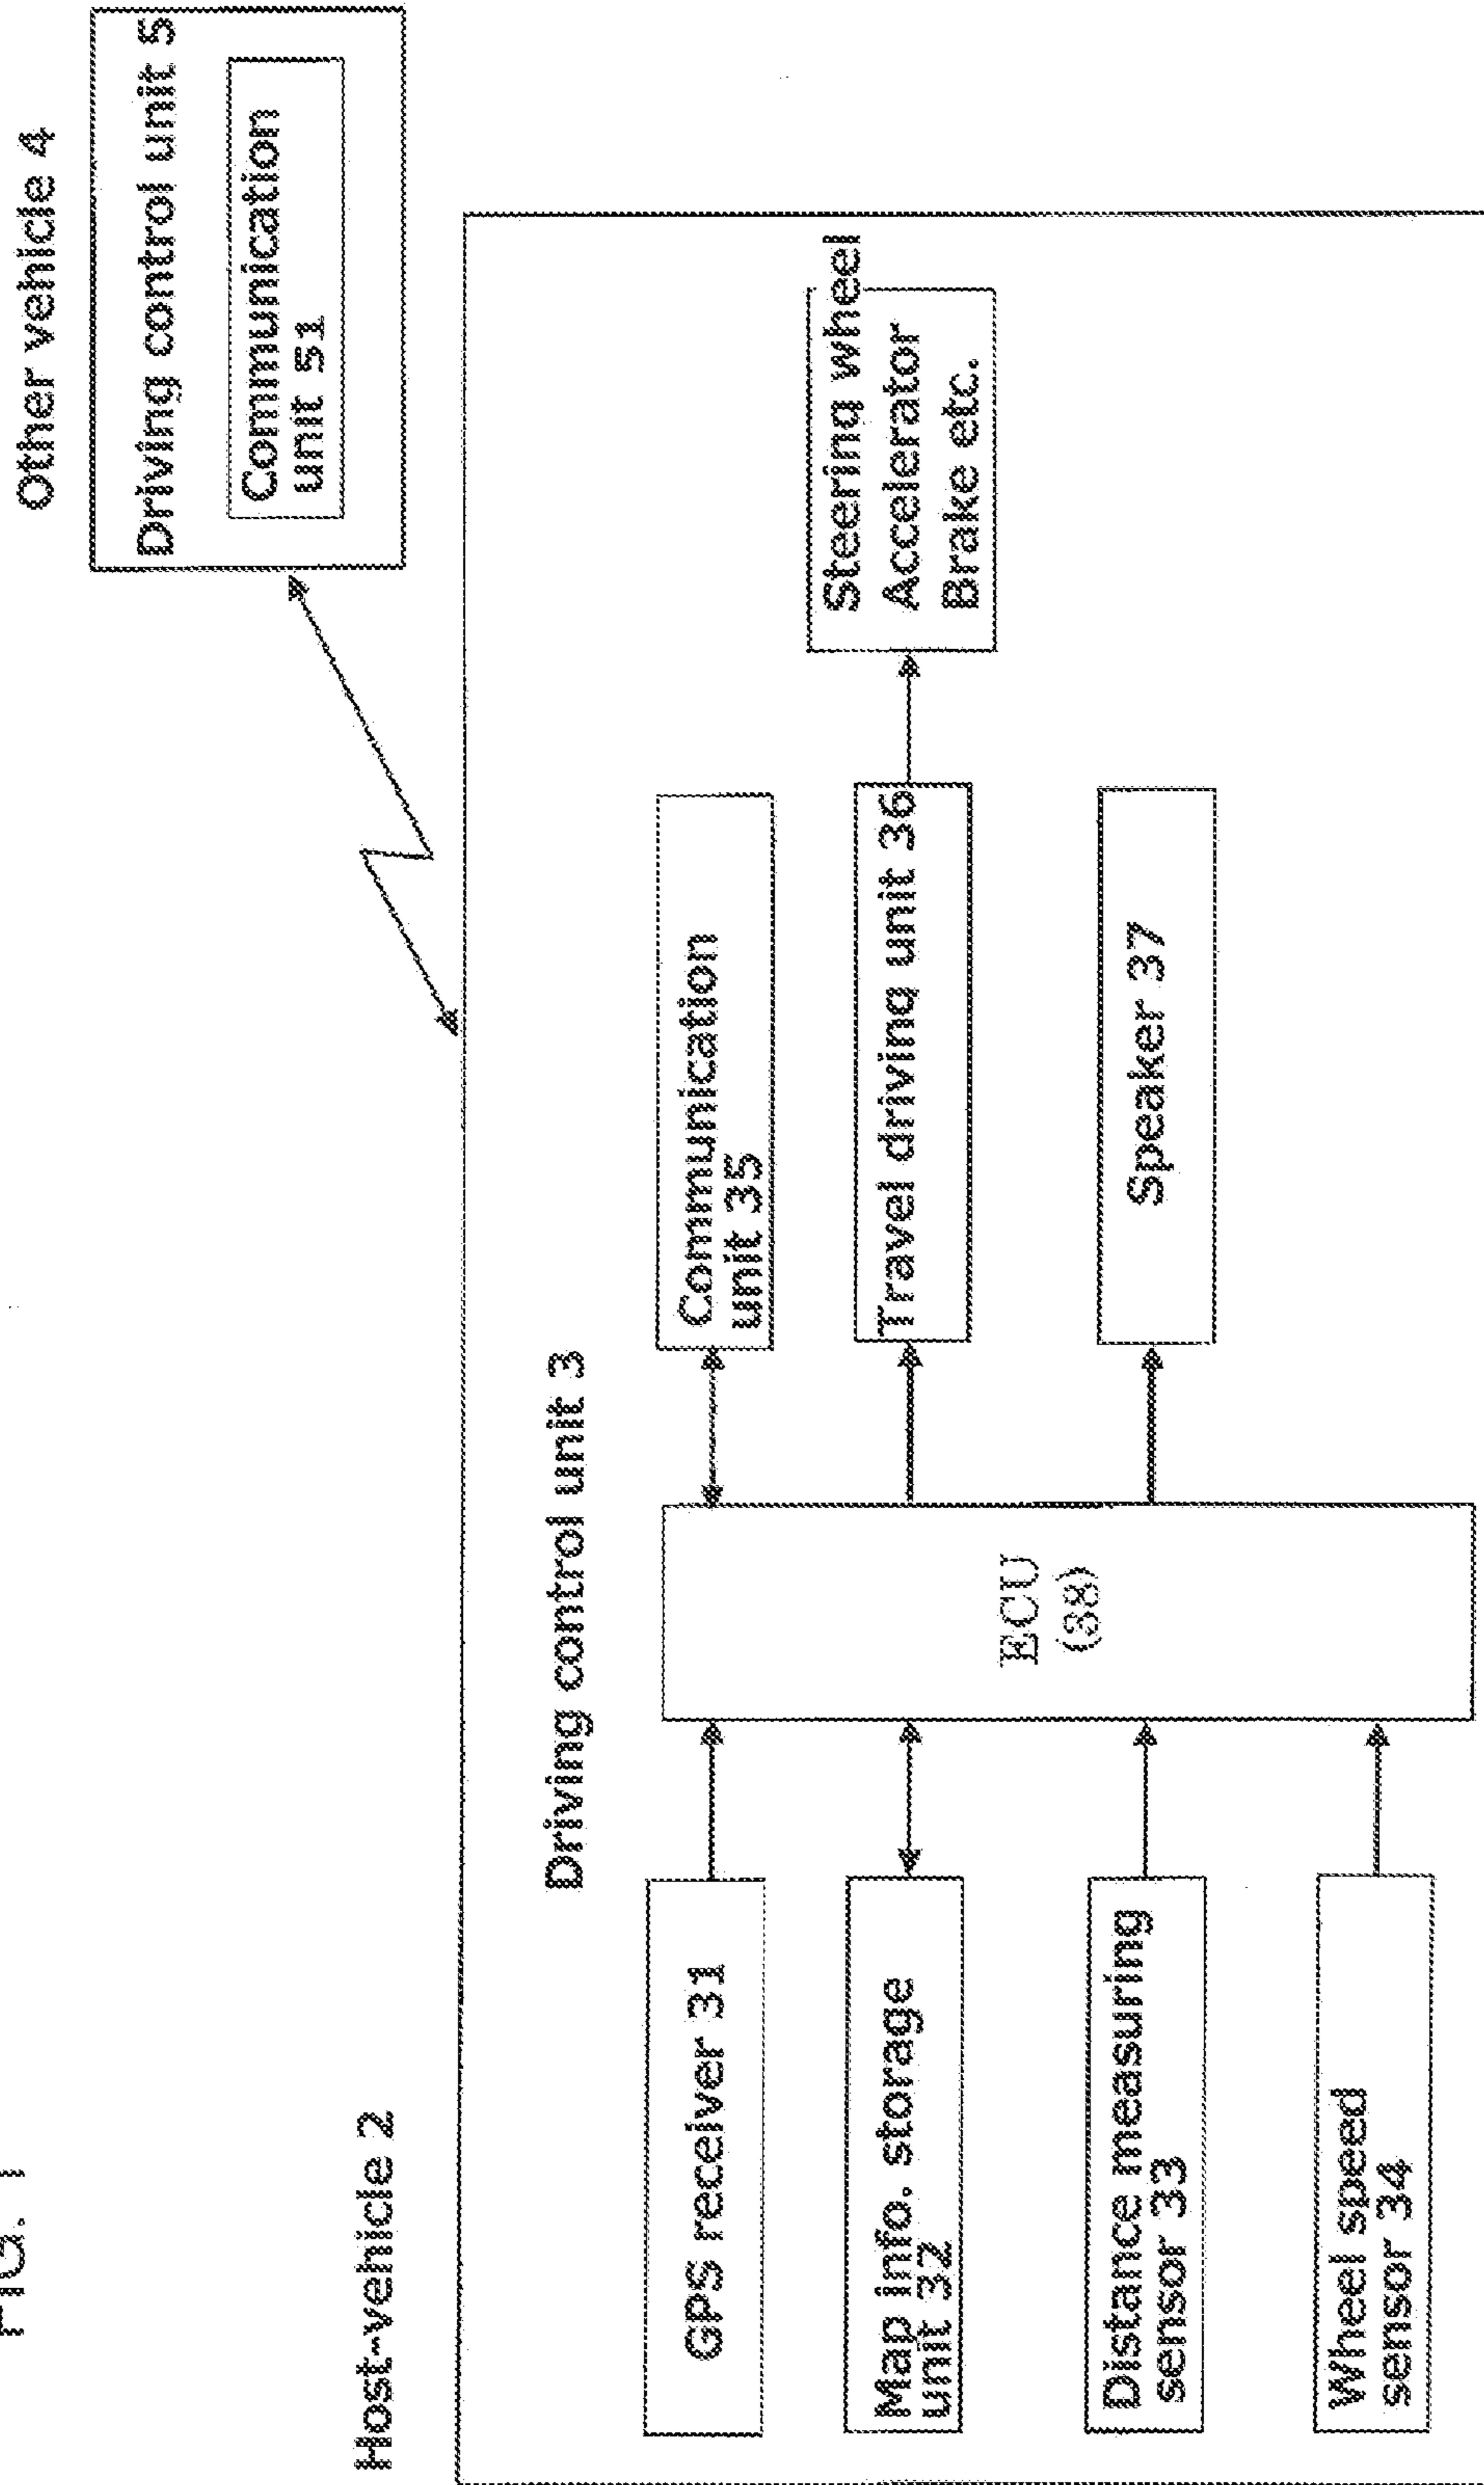 FIG. 1
Other vehicle 4
Driving control unit 5
Communication
unit 51
Host-vehicle 2
Driving control unit 3
GPS receiver 31
Map info. storage
unit 32
Distance measuring
sensor 33
Wheel speed
sensor 34
ECU
(38)
Communication
unit 35
Travel driving unit 36
Speaker 37
Steering wheel
Accelerator
Brake etc.